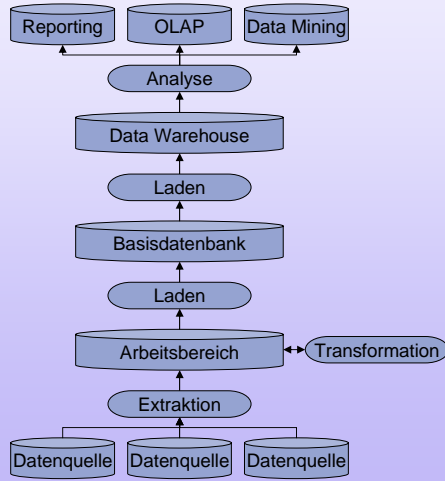 Reporting
OLAP
Data Mining
Analyse
Data Warehouse
Laden
Basisdatenbank
Laden
Arbeitsbereich
Transformation
Extraktion
Datenquelle
Datenquelle
Datenquelle